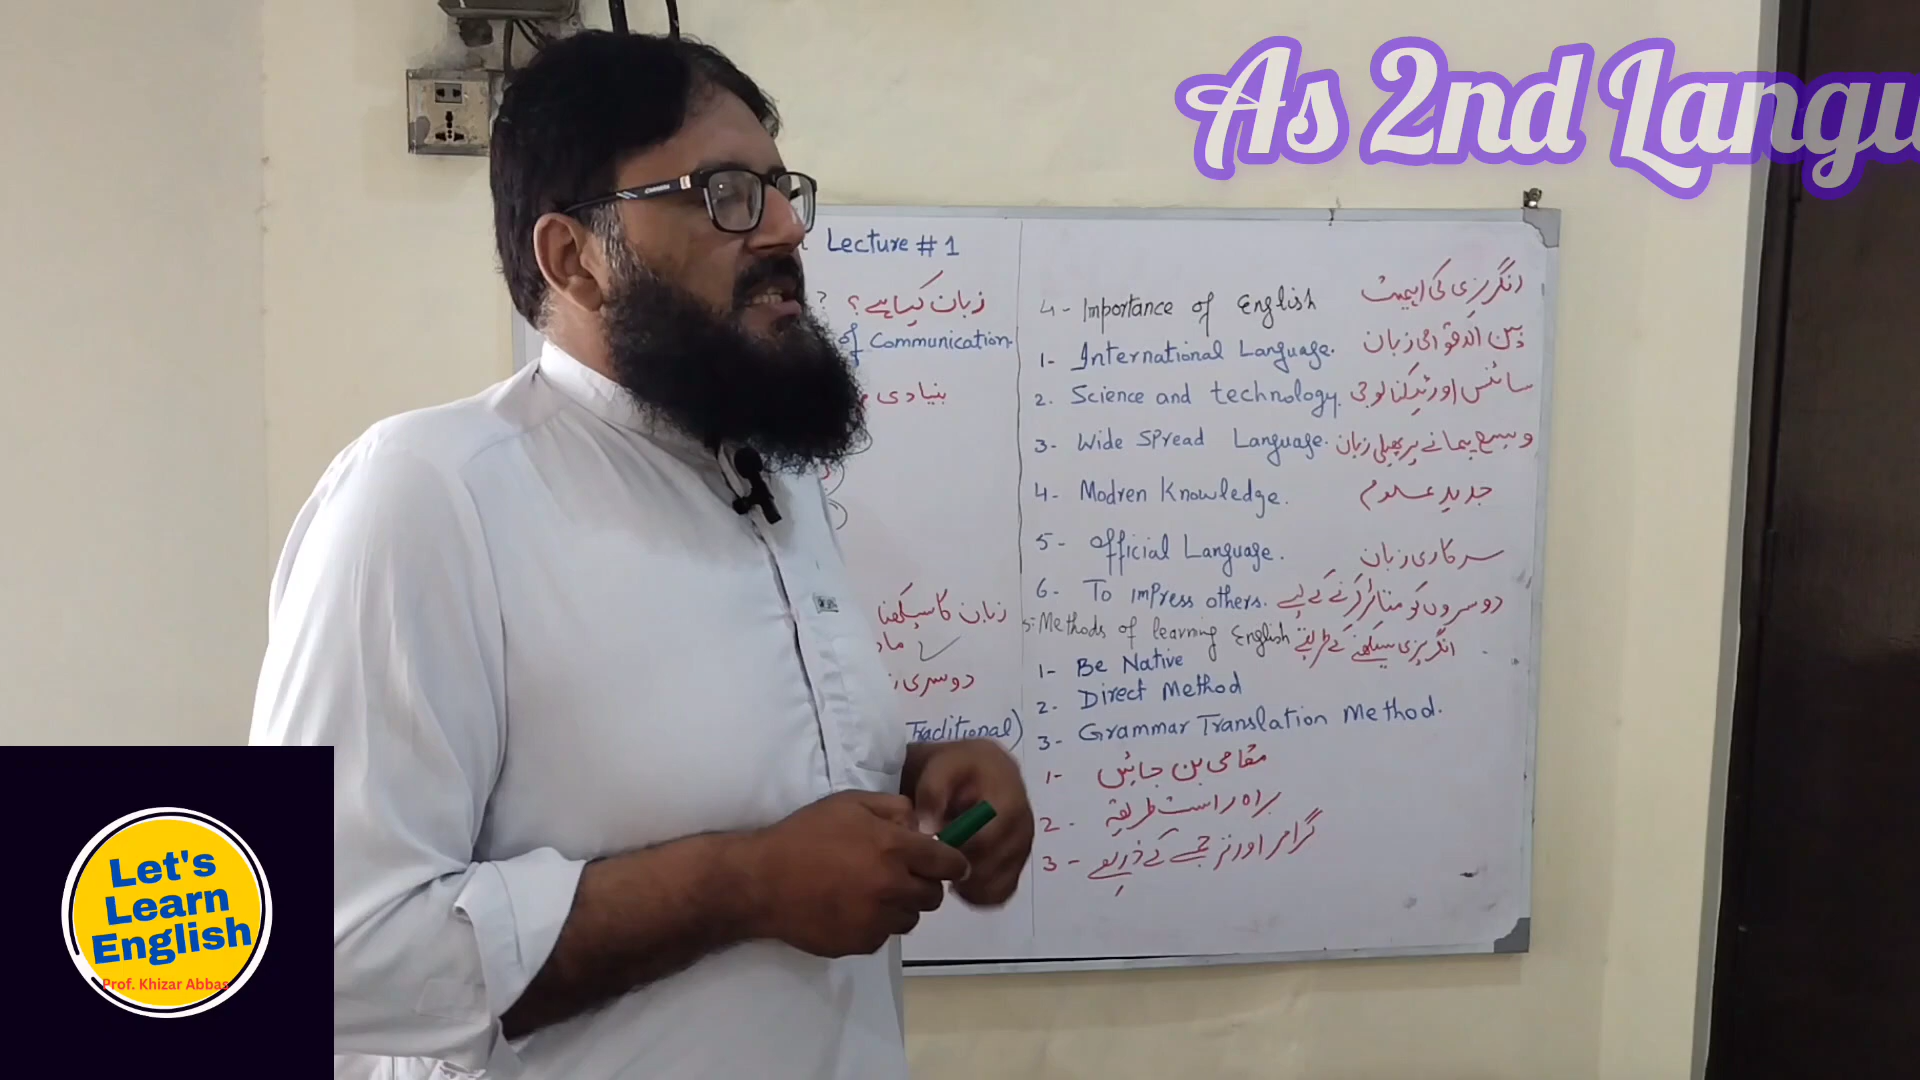 As 2nd Langu
Lecture # 1
? زبان کیا ہے؟
of Communication.
بنیادی
زبان کا سیکھنا
ماد
دوسری ز
Traditional)
4- Importance of English انگریزی کی اہمیت
1- International Language. بین الاقوامی زبان
2. Science and technology. سائنس اور ٹیکنالوجی
3- Wide Spread Language. وسیع پیمانے پر پھیلی زبان
4- Modren Knowledge. جدید علوم
5- Official Language. سرکاری زبان
6- To impress others. دوسروں کو متاثر کرنے کے لیے
5- Methods of learning English انگریزی سیکھنے کے طریقے
1- Be Native
2. Direct Method
3- Grammar Translation Method.
1- مقامی بن جائیں
2. براہ راست طریقہ
3- گرامر اور ترجمے کے ذریعے
Let's
Learn
English
Prof. Khizar Abbas